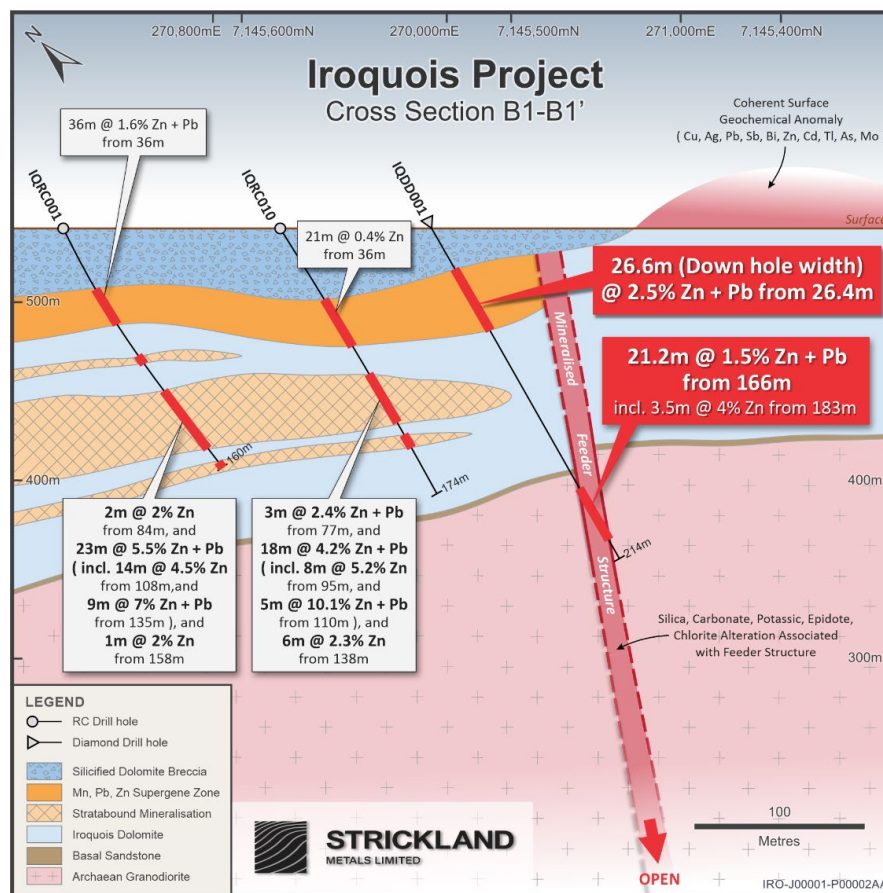 N
270,800mE
7,145,600mN
270,000mE
7,145,500mN
271,000mE
7,145,400mN
Iroquois Project
Cross Section B1-B1'
Coherent Surface
Geochemical Anomaly
( Cu, Ag, Pb, Sb, Bi, Zn, Cd, Tl, As, Mo
36m @ 1.6% Zn + Pb
from 36m
IQRC001
IQRC010
IQDD001
Surface
21m @ 0.4% Zn
from 36m
26.6m (Down hole width)
@ 2.5% Zn + Pb from 26.4m
500m
21.2m @ 1.5% Zn + Pb
from 166m
incl. 3.5m @ 4% Zn from 183m
Mineralised
Feeder
Structure
160m
174m
214m
400m
400m
2m @ 2% Zn
from 84m, and
23m @ 5.5% Zn + Pb
( incl. 14m @ 4.5% Zn
from 108m,and
9m @ 7% Zn + Pb
from 135m ), and
1m @ 2% Zn
from 158m
3m @ 2.4% Zn + Pb
from 77m, and
18m @ 4.2% Zn + Pb
( incl. 8m @ 5.2% Zn
from 95m, and
5m @ 10.1% Zn + Pb
from 110m ), and
6m @ 2.3% Zn
from 138m
Silica, Carbonate, Potassic, Epidote,
Chlorite Alteration Associated
with Feeder Structure
300m
LEGEND
RC Drill hole
Diamond Drill hole
Silicified Dolomite Breccia
Mn, Pb, Zn Supergene Zone
Stratabound Mineralisation
Iroquois Dolomite
Basal Sandstone
Archaean Granodiorite
STRICKLAND
METALS LIMITED
100
Metres
OPEN
IRO-J00001-P00002A